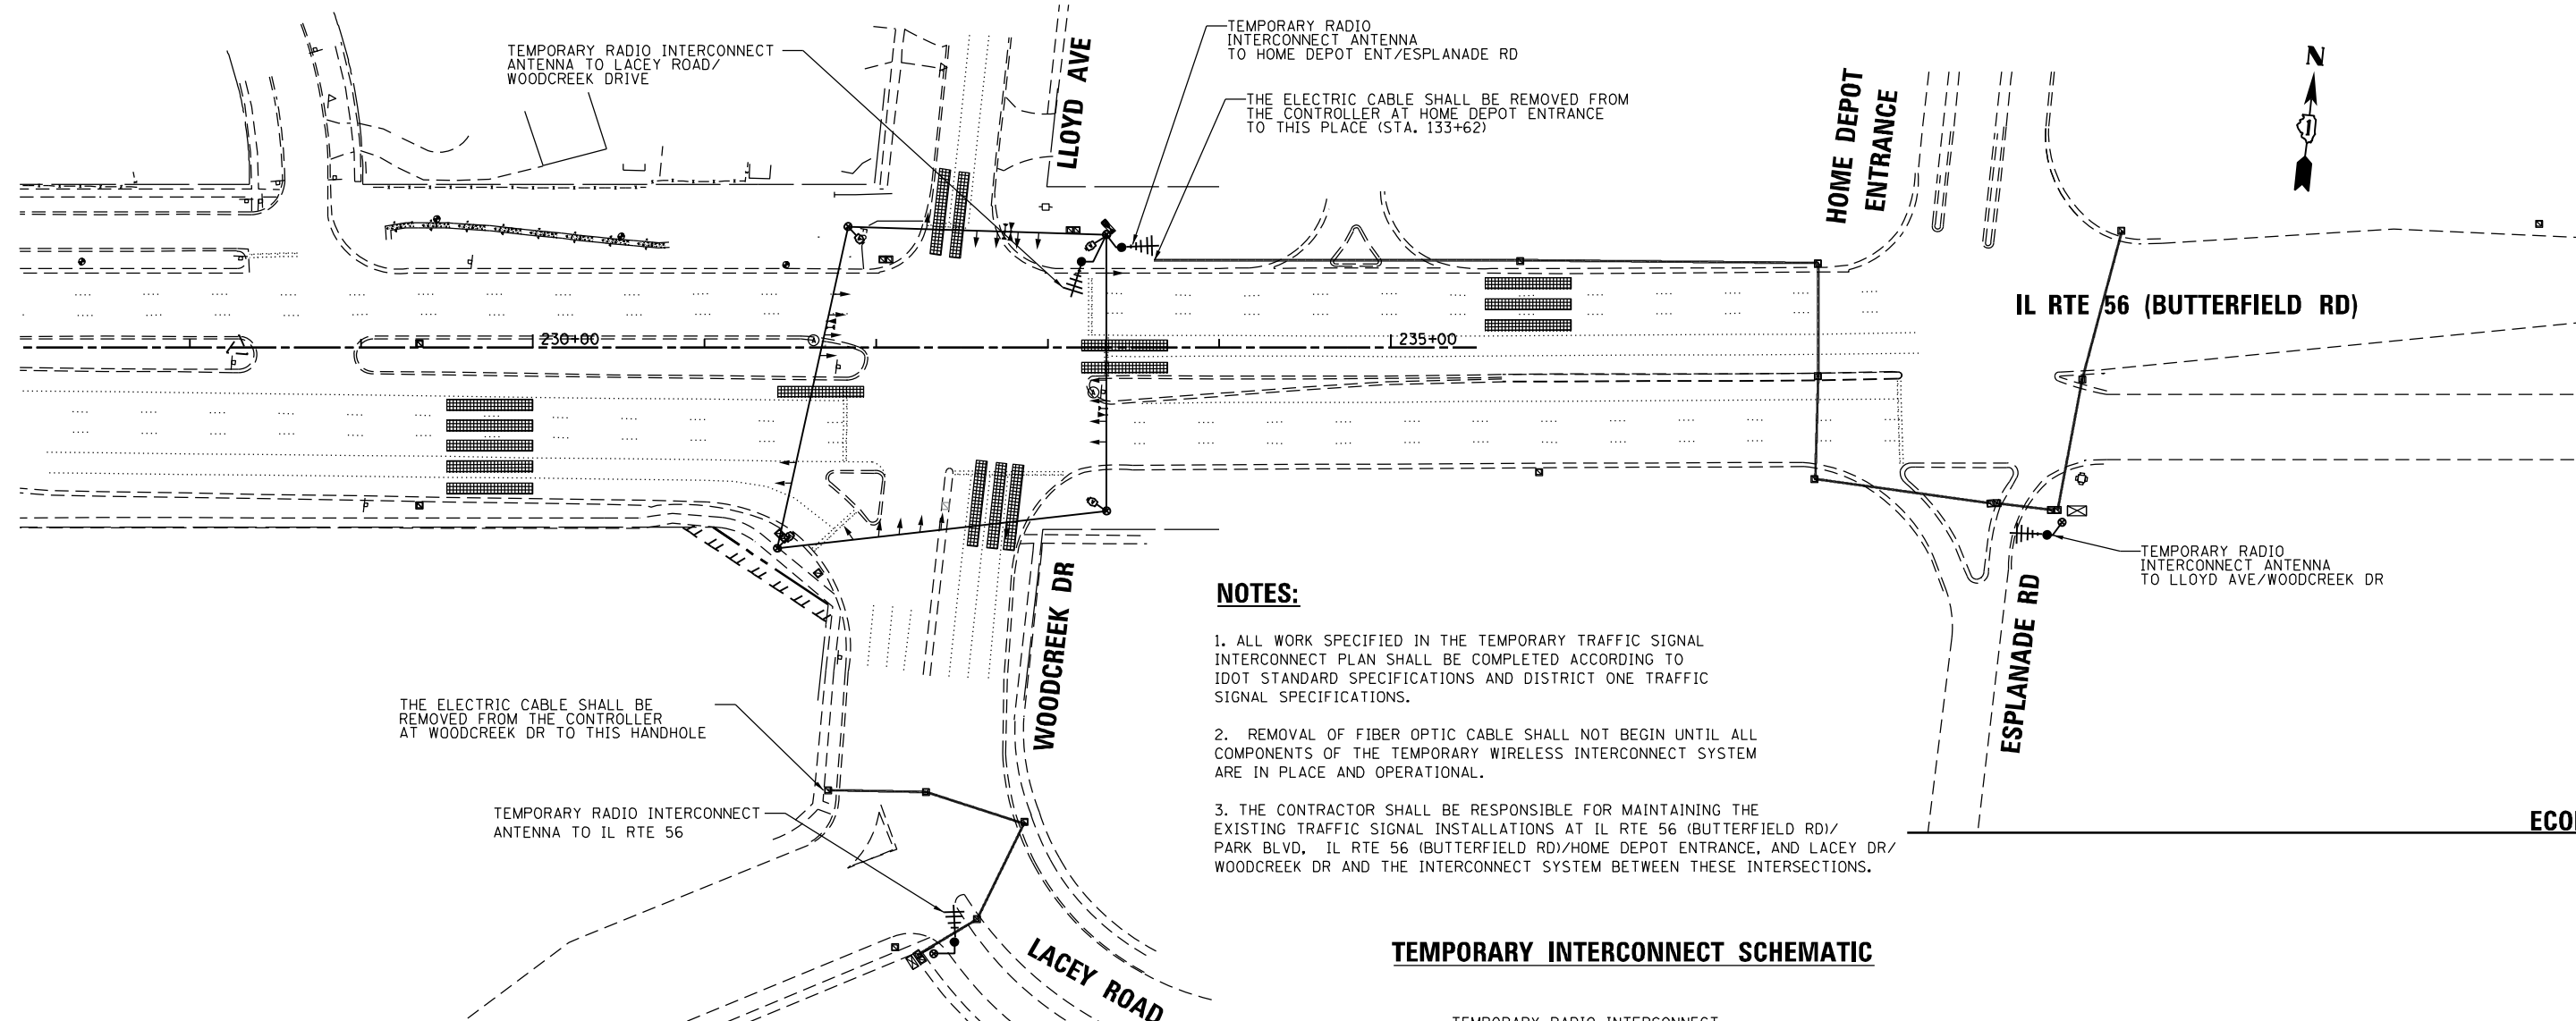 TEMPORARY RADIO INTERCONNECT
ANTENNA TO LACEY ROAD/
WOODCREEK DRIVE
LLOYD AVE
TEMPORARY RADIO
INTERCONNECT ANTENNA
TO HOME DEPOT ENT/ESPLANADE RD
THE ELECTRIC CABLE SHALL BE REMOVED FROM
THE CONTROLLER AT HOME DEPOT ENTRANCE
TO THIS PLACE (STA. 133+62)
HOME DEPOT
ENTRANCE
N
1
IL RTE 56 (BUTTERFIELD RD)
230+00
235+00
TEMPORARY RADIO
INTERCONNECT ANTENNA
TO LLOYD AVE/WOODCREEK DR
ESPLANADE RD
WOODCREEK DR
NOTES:
1. ALL WORK SPECIFIED IN THE TEMPORARY TRAFFIC SIGNAL
INTERCONNECT PLAN SHALL BE COMPLETED ACCORDING TO
IDOT STANDARD SPECIFICATIONS AND DISTRICT ONE TRAFFIC
SIGNAL SPECIFICATIONS.
2. REMOVAL OF FIBER OPTIC CABLE SHALL NOT BEGIN UNTIL ALL
COMPONENTS OF THE TEMPORARY WIRELESS INTERCONNECT SYSTEM
ARE IN PLACE AND OPERATIONAL.
3. THE CONTRACTOR SHALL BE RESPONSIBLE FOR MAINTAINING THE
EXISTING TRAFFIC SIGNAL INSTALLATIONS AT IL RTE 56 (BUTTERFIELD RD)/
PARK BLVD, IL RTE 56 (BUTTERFIELD RD)/HOME DEPOT ENTRANCE, AND LACEY DR/
WOODCREEK DR AND THE INTERCONNECT SYSTEM BETWEEN THESE INTERSECTIONS.
THE ELECTRIC CABLE SHALL BE
REMOVED FROM THE CONTROLLER
AT WOODCREEK DR TO THIS HANDHOLE
TEMPORARY RADIO INTERCONNECT
ANTENNA TO IL RTE 56
LACEY ROAD
TEMPORARY INTERCONNECT SCHEMATIC
TEMPORARY RADIO INTERCONNECT